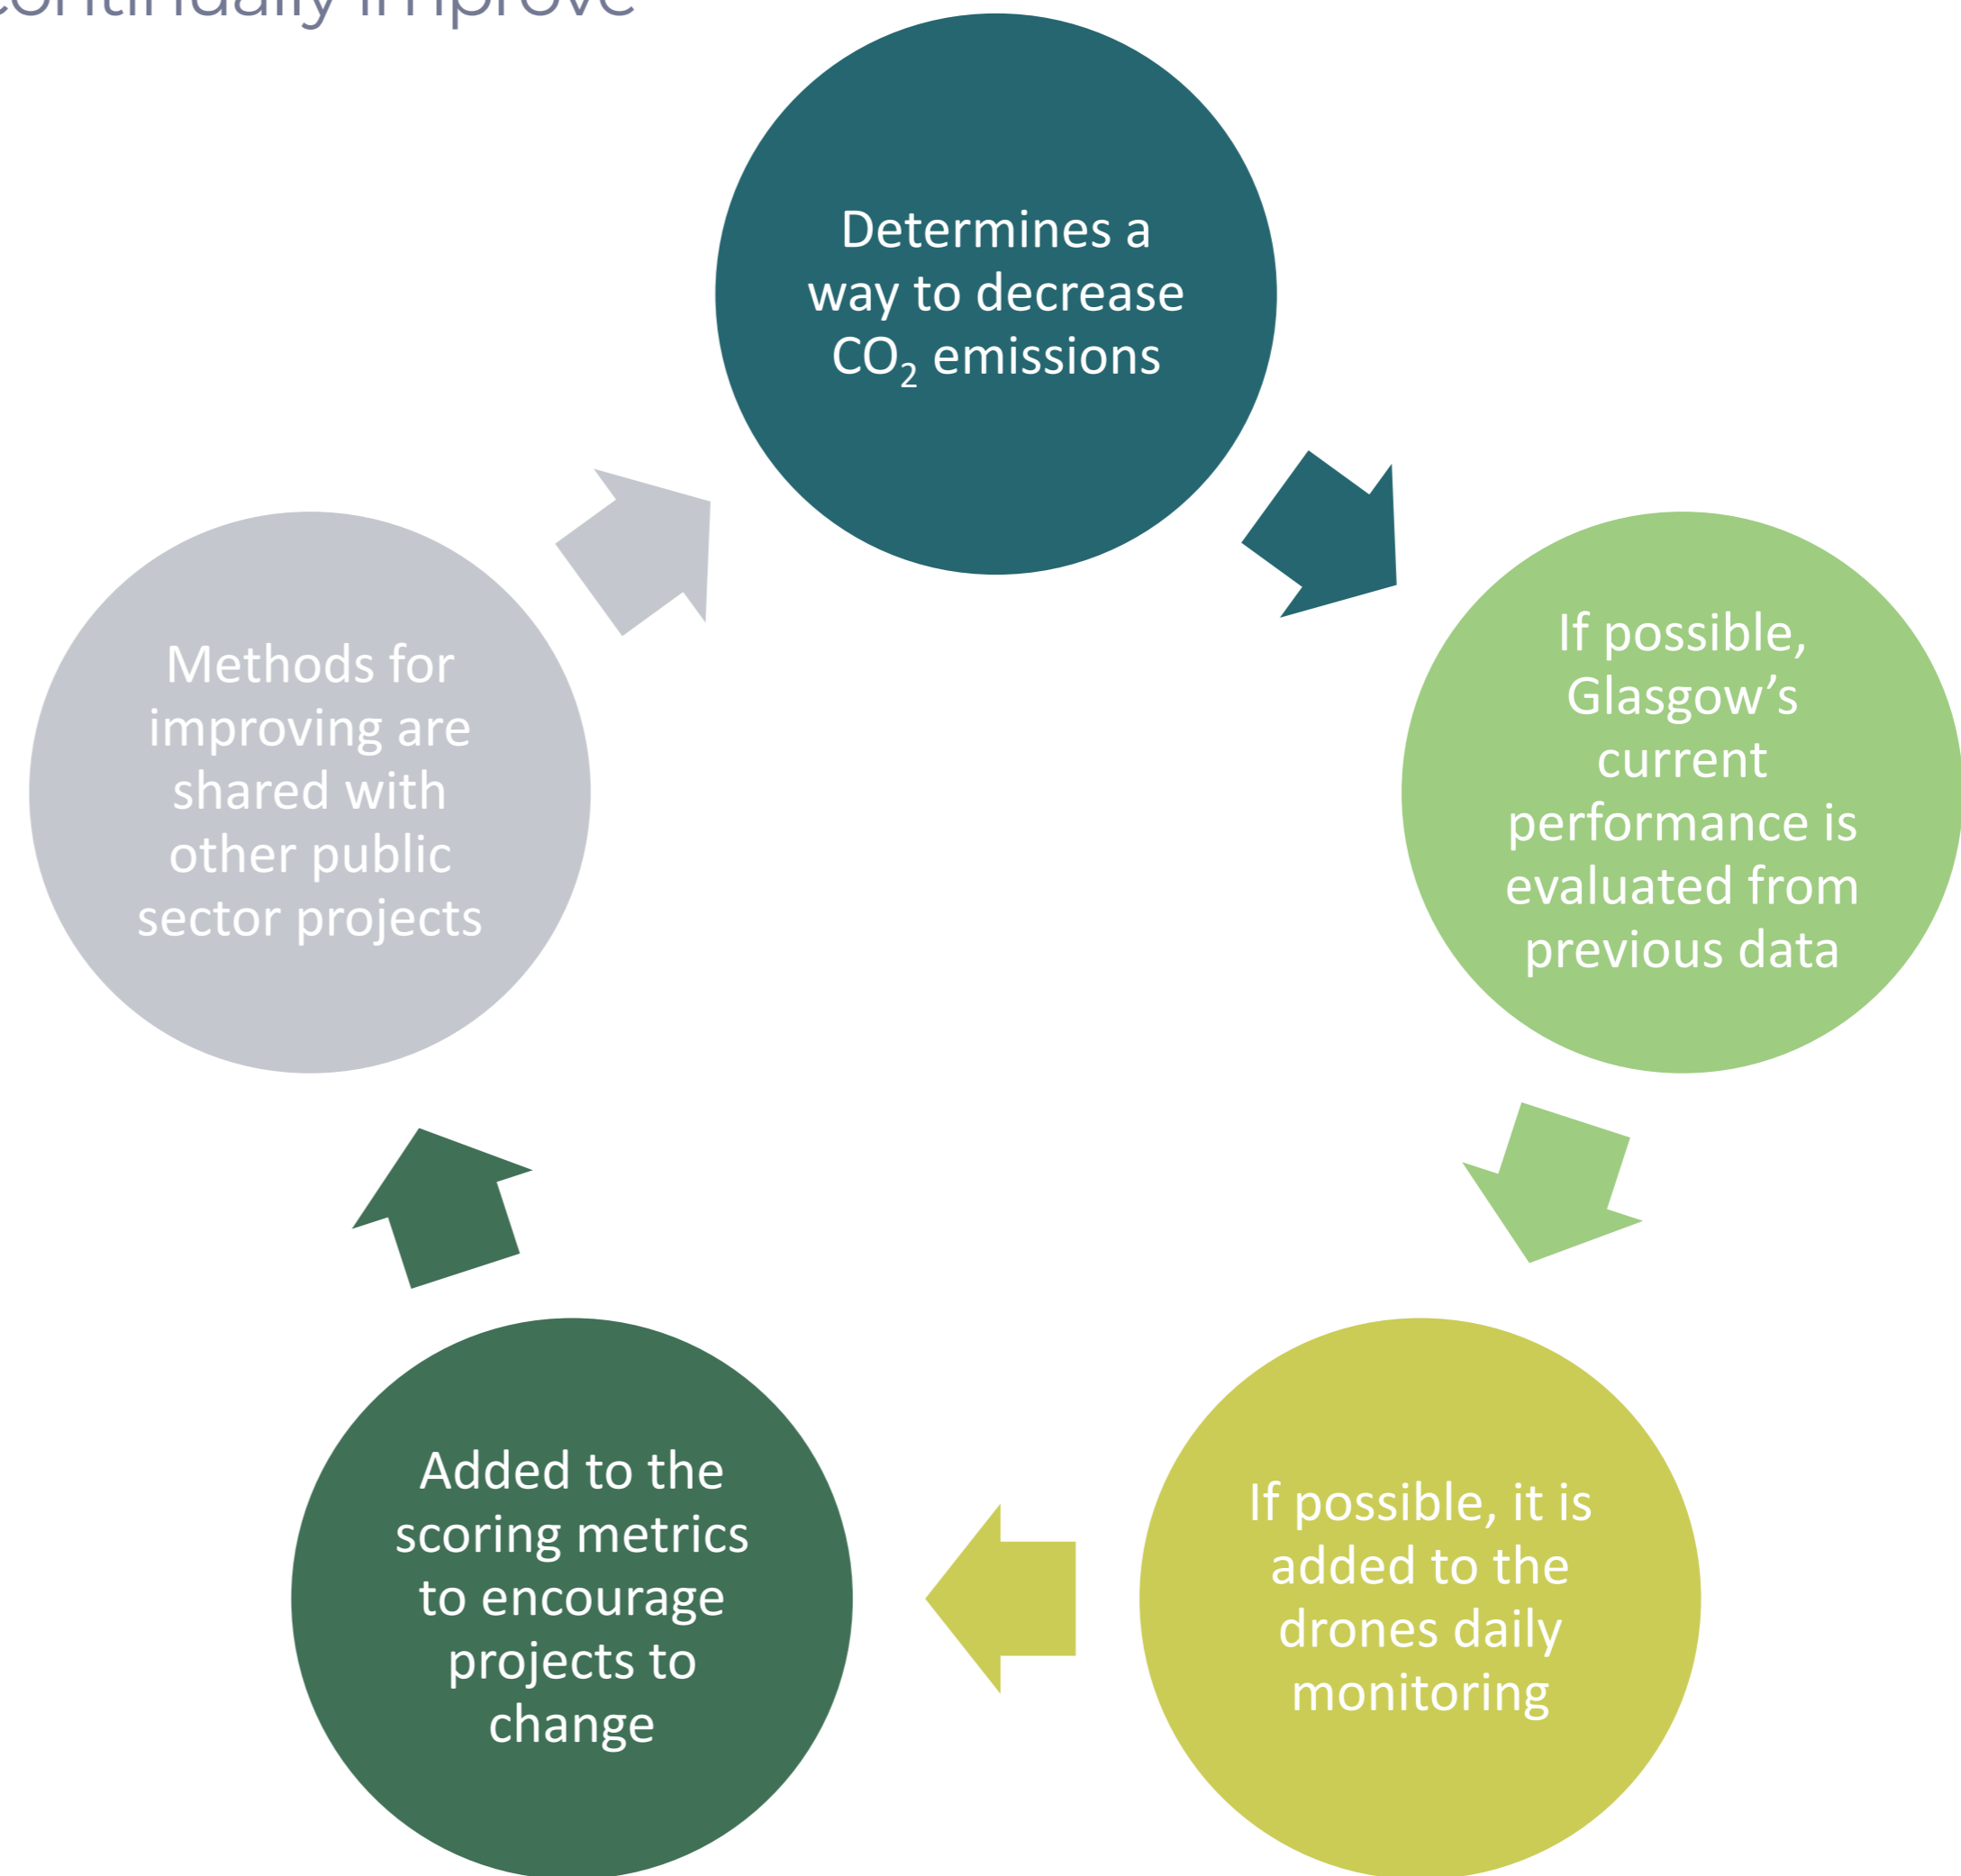 continually improve
Determines a
way to decrease
CO₂ emissions
If possible,
Glasgow’s
current
performance is
evaluated from
previous data
If possible, it is
added to the
drones daily
monitoring
Added to the
scoring metrics
to encourage
projects to
change
Methods for
improving are
shared with
other public
sector projects